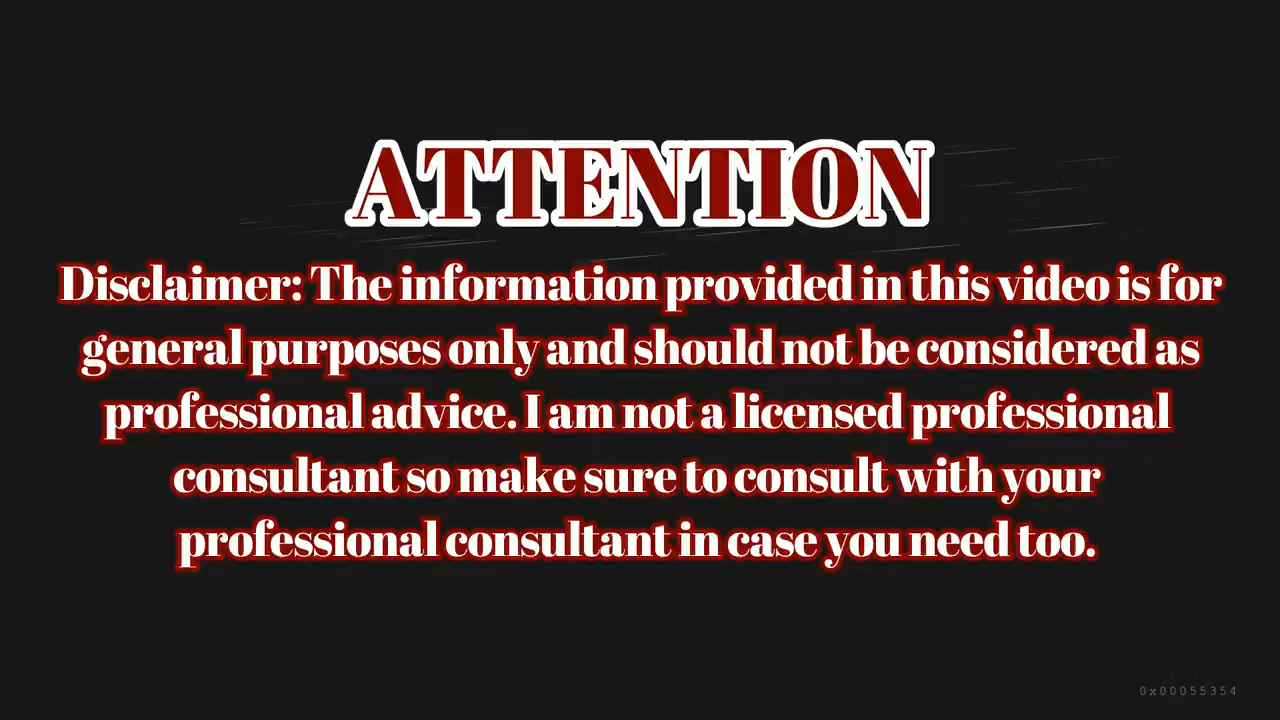 ATTENTION
Disclaimer: The information provided in this video is for
general purposes only and should not be considered as
professional advice. I am not a licensed professional
consultant so make sure to consult with your
professional consultant in case you need too.
0x00055354